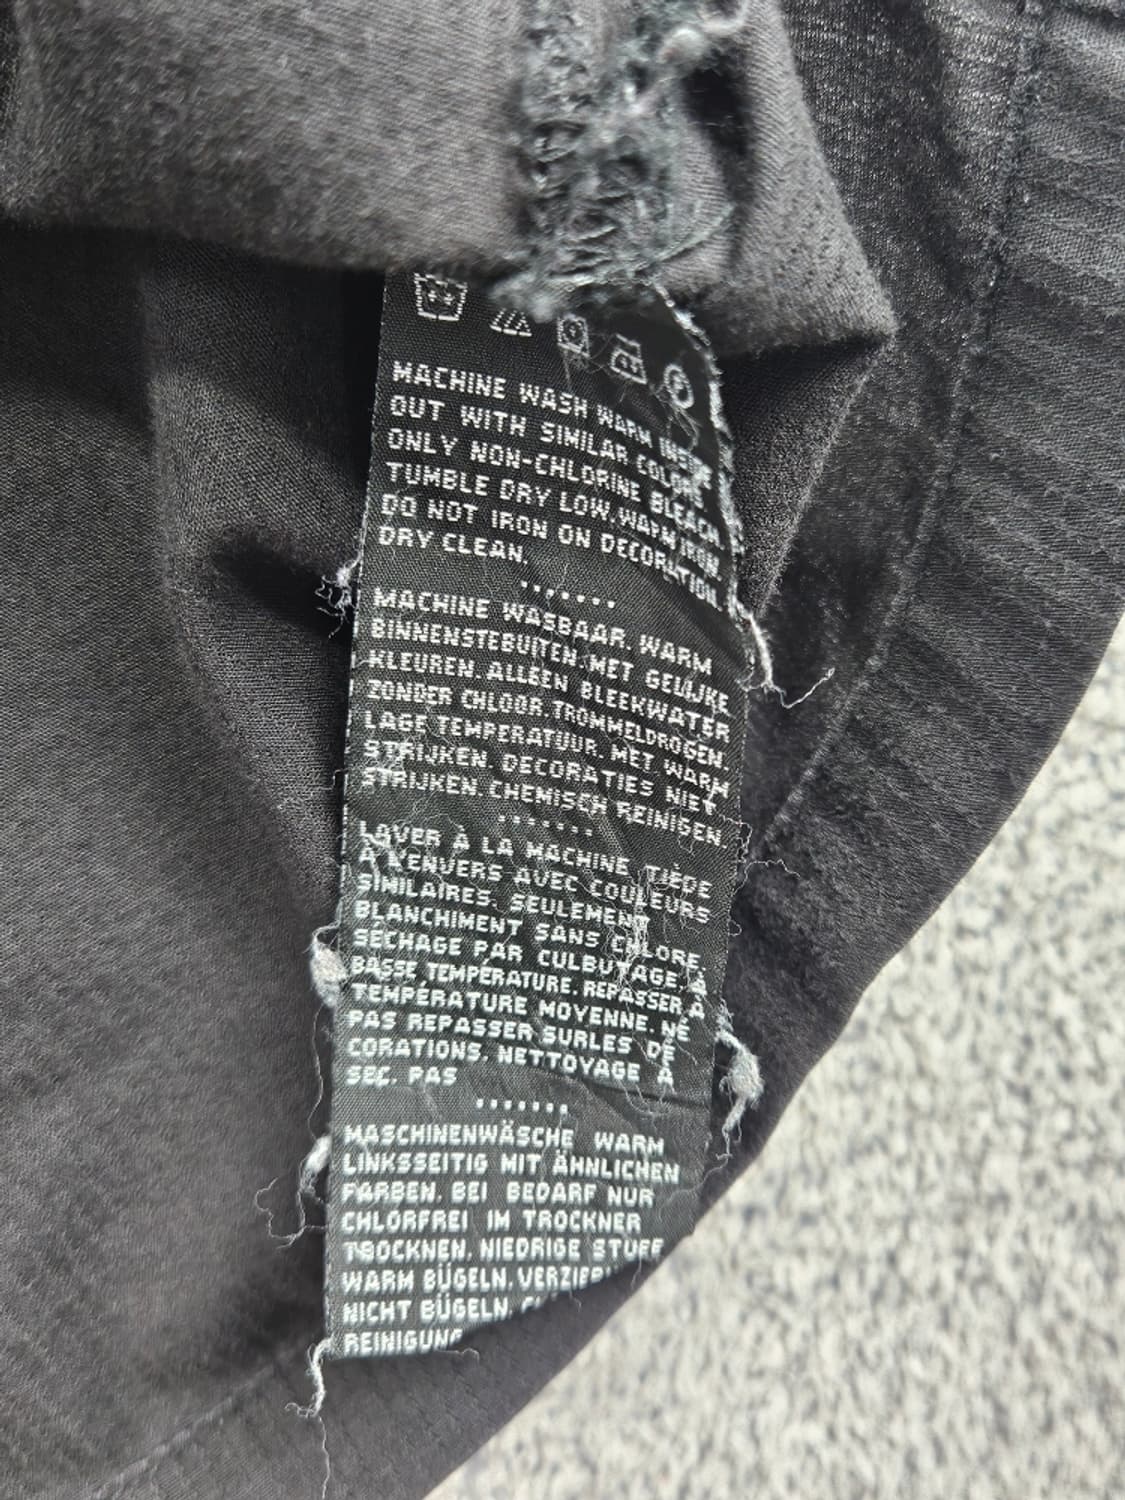 MACHINE WASH WARM INSIDE
OUT WITH SIMILAR COLORS
ONLY NON-CHLORINE BLEACH.
TUMBLE DRY LOW. WARM IRON.
DO NOT IRON ON DECORATION.
DRY CLEAN.
.......
MACHINE WASBAAR. WARM
BINNENSTEBUITEN. MET GELIJKE
KLEUREN. ALLEEN BLEEKWATER
ZONDER CHLOOR. TROMMELDROGEN.
LAGE TEMPERATUUR. MET WARM
STRIJKEN. DECORATIES NIET
STRIJKEN. CHEMISCH REINIGEN.
.......
LAVER À LA MACHINE TIÈDE
À L'ENVERS AVEC COULEURS
SIMILAIRES. SEULEMENT
BLANCHIMENT SANS CHLORE.
SÉCHAGE PAR CULBUTAGE. À
BASSE TEMPÉRATURE. REPASSER À
TEMPÉRATURE MOYENNE. NE
PAS REPASSER SURLES DÉ
CORATIONS. NETTOYAGE À
SEC. PAS
.......
MASCHINENWÄSCHE WARM
LINKSSEITIG MIT ÄHNLICHEN
FARBEN. BEI BEDARF NUR
CHLORFREI IM TROCKNER
TROCKNEN. NIEDRIGE STUFE
WARM BÜGELN.
NICHT BÜGELN.
REINIGUNG